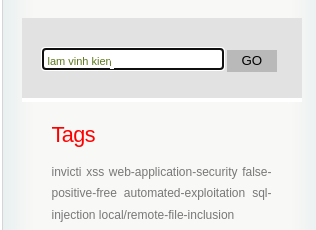 lam vinh kien
GO
Tags
invicti xss web-application-security false-
positive-free automated-exploitation sql-
injection local/remote-file-inclusion